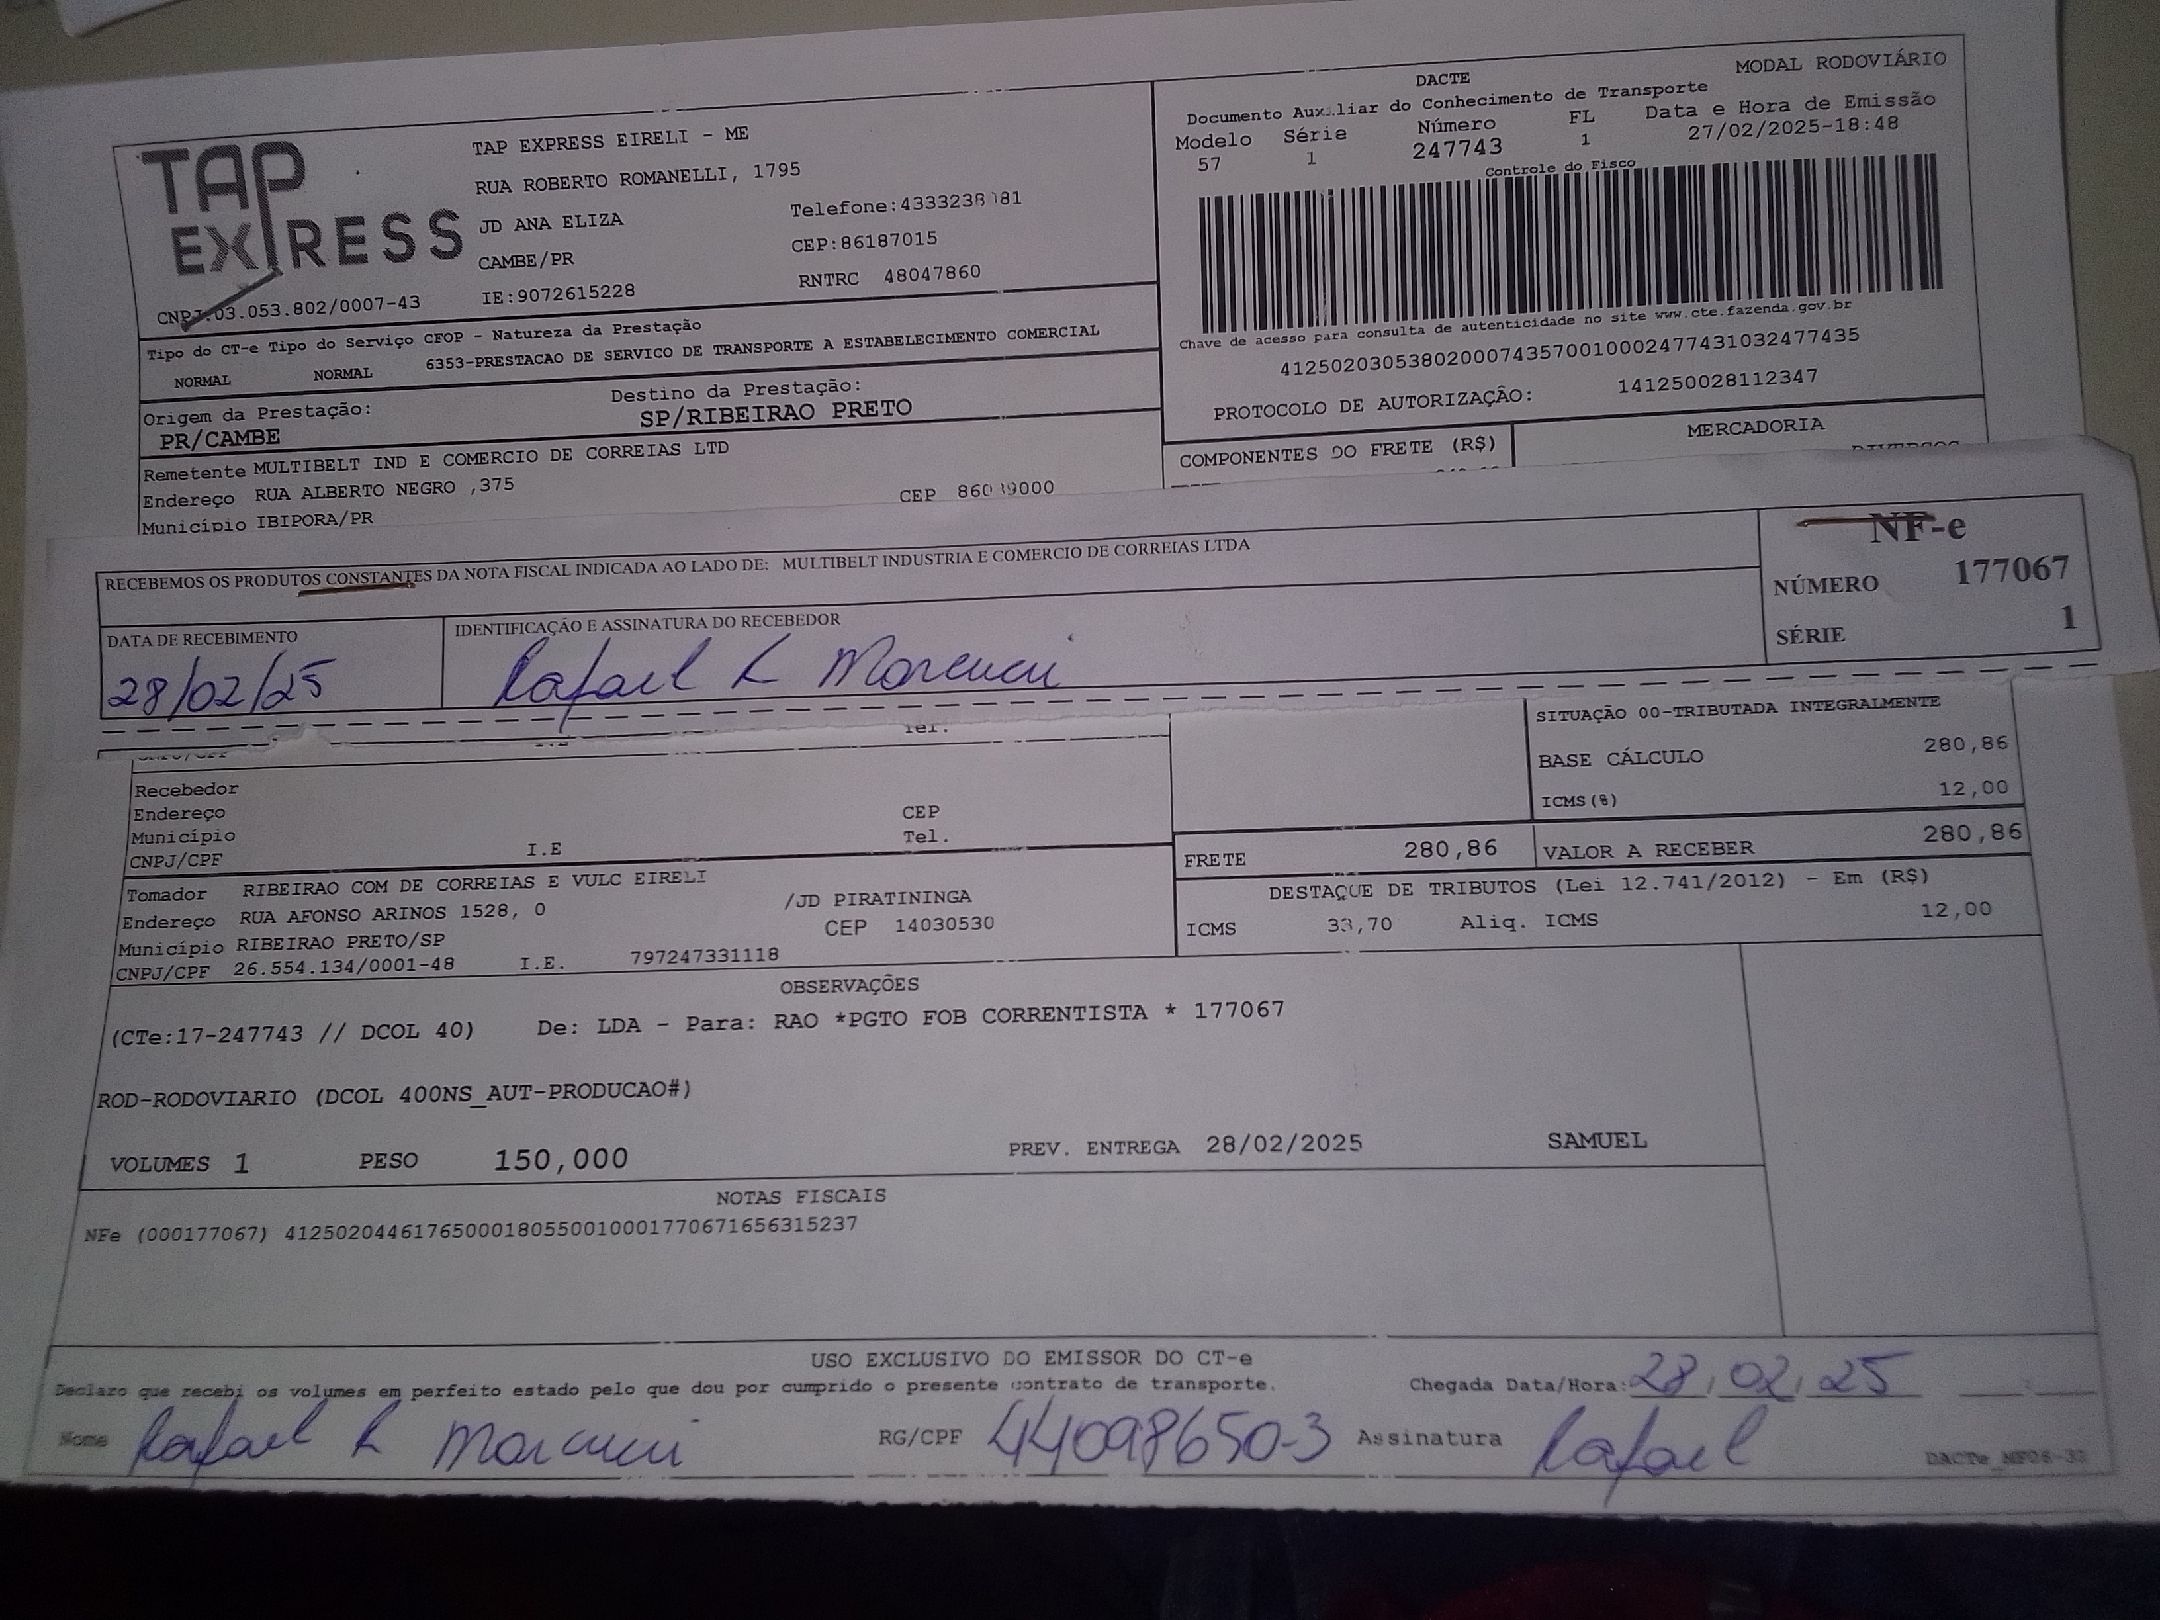 TAP
EXPRESS
TAP EXPRESS EIRELI - ME
RUA ROBERTO ROMANELLI, 1795
JD ANA ELIZA
CAMBE/PR
IE:9072615228
CEP:86187015
RNTRC 48047860
CNPJ:03.053.802/0007-43
MODAL RODOVIÁRIO
DACTE
Documento Auxiliar do Conhecimento de Transporte
Modelo Série Número FL Data e Hora de Emissão
57 1 247743 1 27/02/2025-18:48
Controle do Fisco
Chave de acesso para consulta de autenticidade no site www.cte.fazenda.gov.br
41250203053802000743570010002477431032477435
PROTOCOLO DE AUTORIZAÇÃO: 141250028112347
Tipo do CT-e Tipo do Serviço CFOP - Natureza da Prestação
NORMAL NORMAL 6353-PRESTACAO DE SERVICO DE TRANSPORTE A ESTABELECIMENTO COMERCIAL
Origem da Prestação: Destino da Prestação:
PR/CAMBE SP/RIBEIRAO PRETO
Remetente MULTIBELT IND E COMERCIO DE CORREIAS LTD
Endereço RUA ALBERTO NEGRO ,375 CEP
Município IBIPORA/PR
COMPONENTES DO FRETE (R$) MERCADORIA
DIVERSOS
RECEBEMOS OS PRODUTOS CONSTANTES DA NOTA FISCAL INDICADA AO LADO DE: MULTIBELT INDUSTRIA E COMERCIO DE CORREIAS LTDA
NF-e
NÚMERO 177067
SÉRIE 1
DATA DE RECEBIMENTO IDENTIFICAÇÃO E ASSINATURA DO RECEBEDOR
28/02/25 Rafael R Marcucci
Tel.
SITUAÇÃO 00-TRIBUTADA INTEGRALMENTE
BASE CÁLCULO 280,86
ICMS(%) 12,00
Recebedor
Endereço CEP
Município Tel.
CNPJ/CPF I.E
FRETE 280,86 VALOR A RECEBER 280,86
Tomador RIBEIRAO COM DE CORREIAS E VULC EIRELI
Endereço RUA AFONSO ARINOS 1528, 0 /JD PIRATININGA
Município RIBEIRAO PRETO/SP CEP 14030530
CNPJ/CPF 26.554.134/0001-48 I.E. 797247331118
DESTAQUE DE TRIBUTOS (Lei 12.741/2012) - Em (R$)
ICMS 33,70 Aliq. ICMS 12,00
OBSERVAÇÕES
(CTe:17-247743 // DCOL 40) De: LDA - Para: RAO *PGTO FOB CORRENTISTA * 177067
ROD-RODOVIARIO (DCOL 400NS_AUT-PRODUCAO#)
VOLUMES 1 PESO 150,000 PREV. ENTREGA 28/02/2025 SAMUEL
NOTAS FISCAIS
NFe (000177067) 41250204461765000180550010001770671656315237
USO EXCLUSIVO DO EMISSOR DO CT-e
Declaro que recebi os volumes em perfeito estado pelo que dou por cumprido o presente contrato de transporte. Chegada Data/Hora: 28/02/25
Nome Rafael R Marcucci RG/CPF 44098650-3 Assinatura Rafael